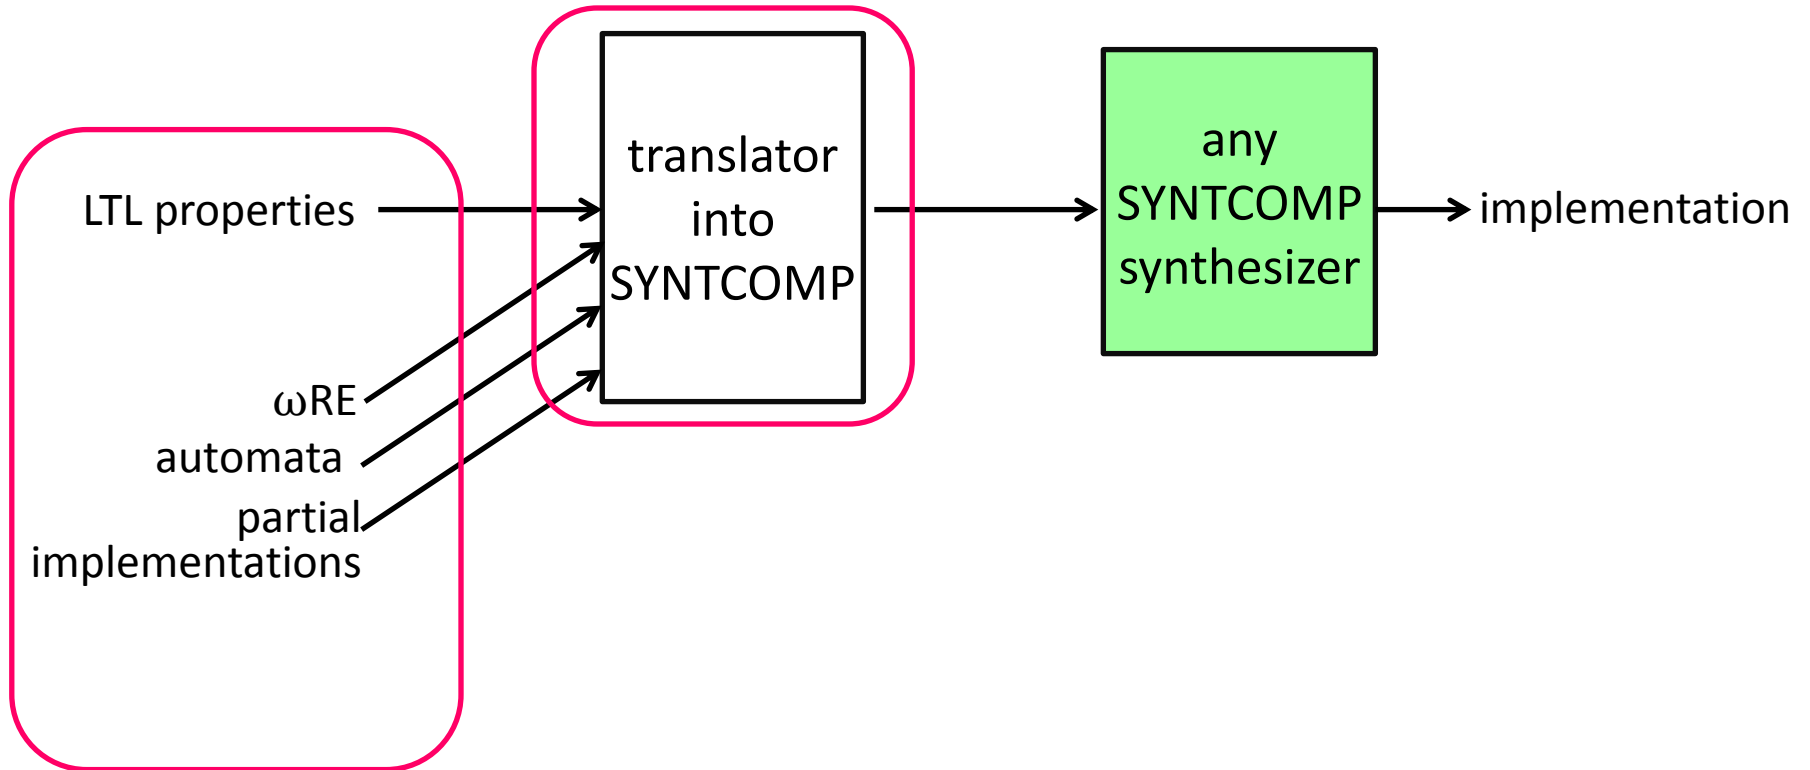 LTL properties
ωRE
automata
partial
implementations
translator
into
SYNTCOMP
any
SYNTCOMP
synthesizer
implementation